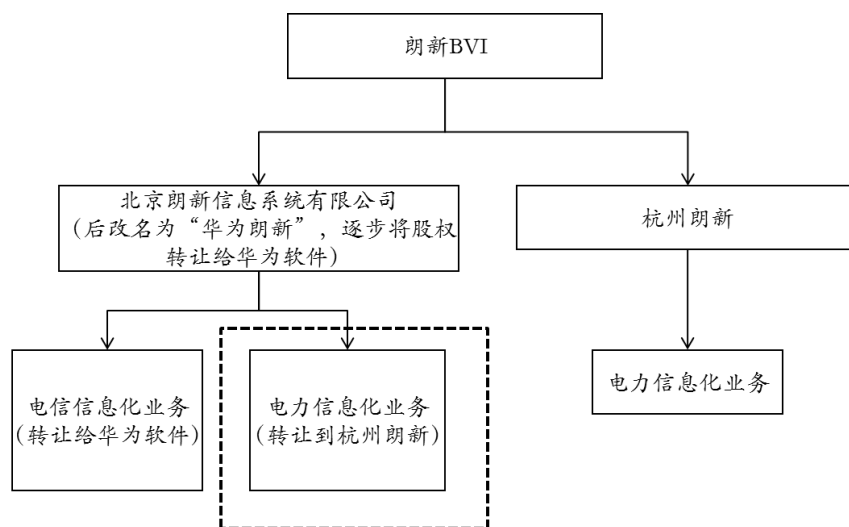 朗新BVI
北京朗新信息系统有限公司
（后改名为“华为朗新”，逐步将股权
转让给华为软件）
杭州朗新
电信信息化业务
（转让给华为软件）
电力信息化业务
（转让到杭州朗新）
电力信息化业务